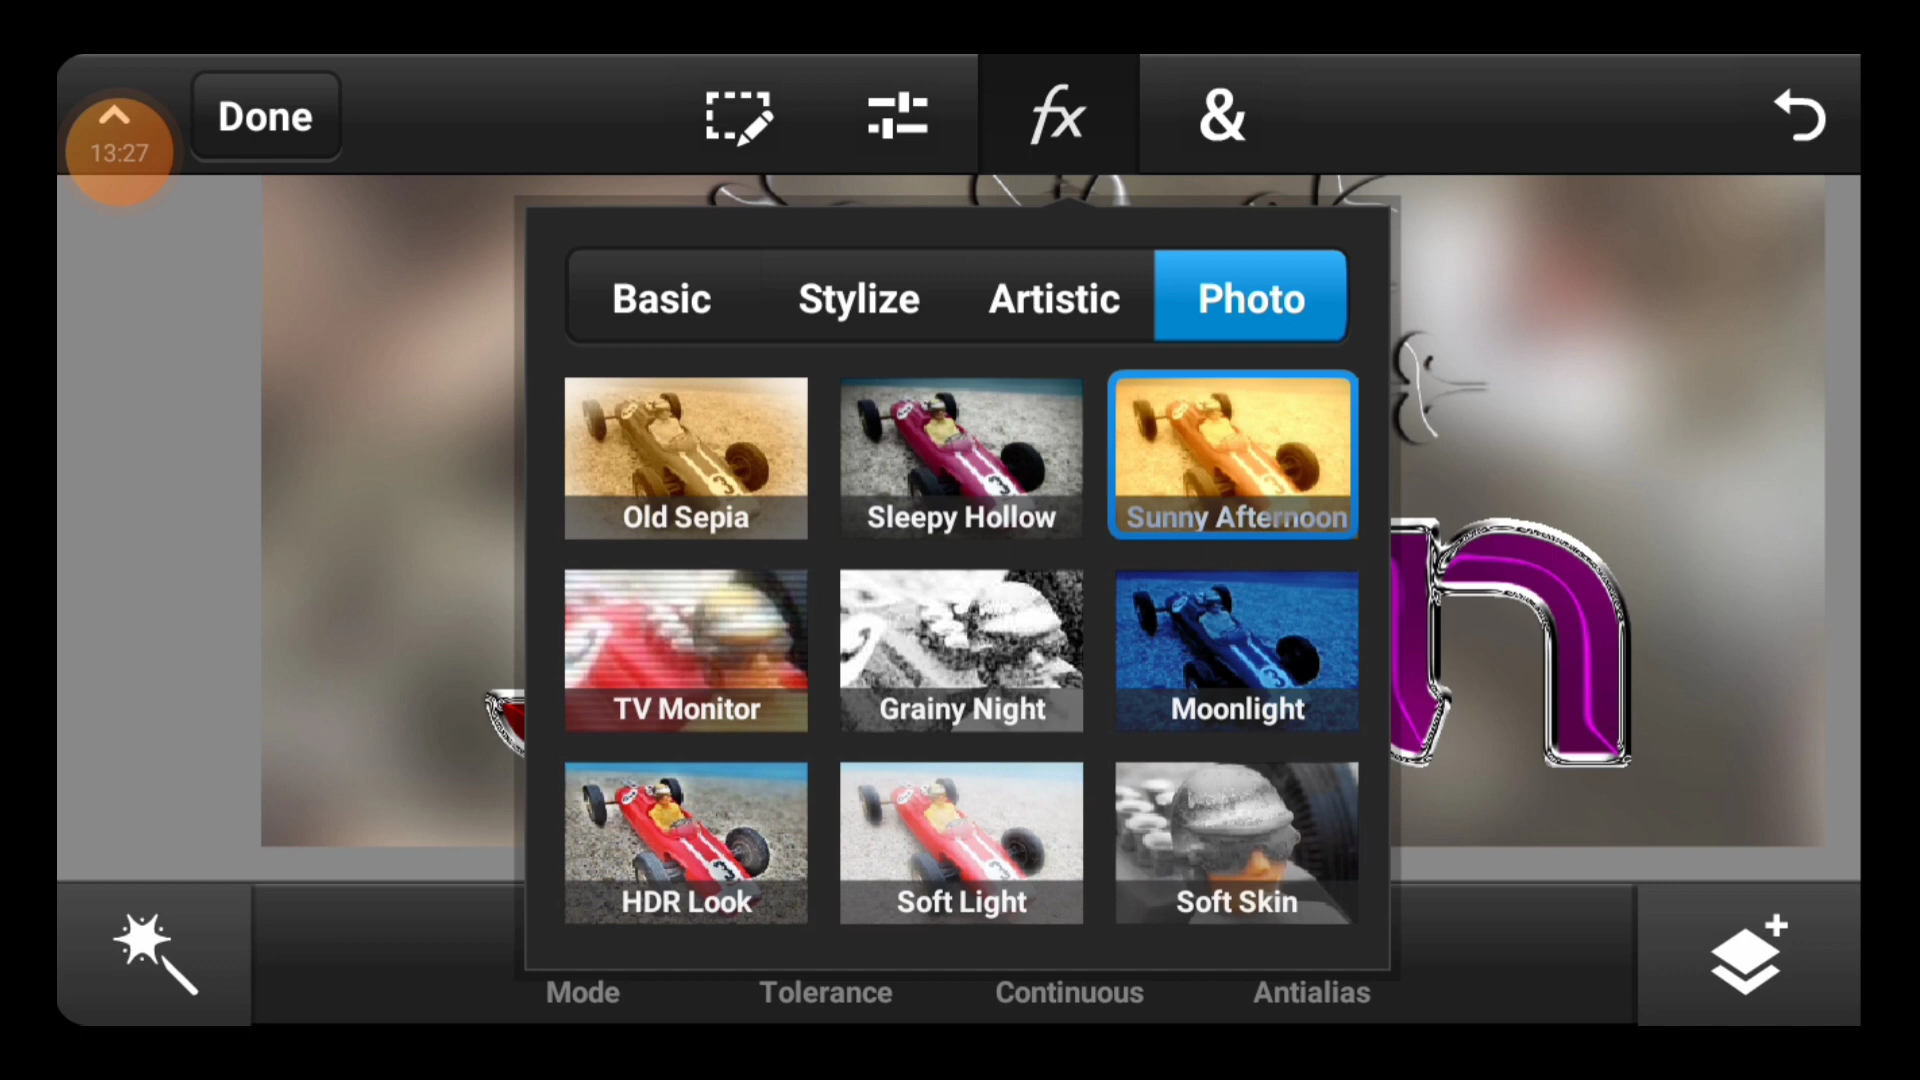 Done
fx
&
13:27
Basic Stylize Artistic Photo
Old Sepia Sleepy Hollow Sunny Afternoon
TV Monitor Grainy Night Moonlight
HDR Look Soft Light Soft Skin
n
Mode Tolerance Continuous Antialias